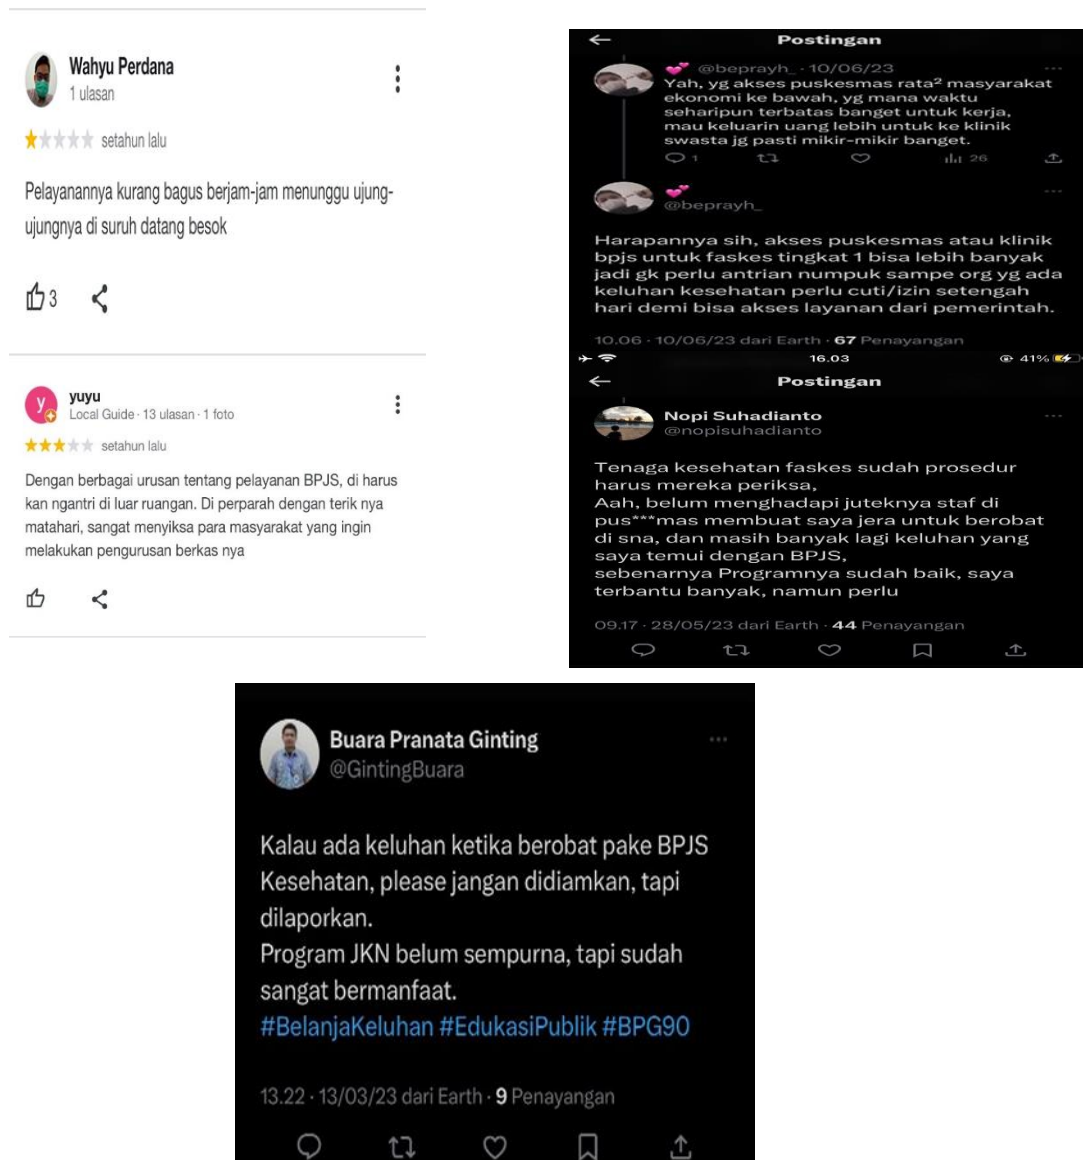 Wahyu Perdana
1 ulasan
setahun lalu
Pelayanannya kurang bagus berjam-jam menunggu ujung-
ujungnya di suruh datang besok
3
y
yuyu
Local Guide · 13 ulasan · 1 foto
setahun lalu
Dengan berbagai urusan tentang pelayanan BPJS, di harus
kan ngantri di luar ruangan. Di perparah dengan terik nya
matahari, sangat menyiksa para masyarakat yang ingin
melakukan pengurusan berkas nya
Postingan
💕 @beprayh_ · 10/06/23
Yah, yg akses puskesmas rata² masyarakat
ekonomi ke bawah, yg mana waktu
seharipun terbatas banget untuk kerja,
mau keluarin uang lebih untuk ke klinik
swasta jg pasti mikir-mikir banget.
1 26
💕
@beprayh_
Harapannya sih, akses puskesmas atau klinik
bpjs untuk faskes tingkat 1 bisa lebih banyak
jadi gk perlu antrian numpuk sampe org yg ada
keluhan kesehatan perlu cuti/izin setengah
hari demi bisa akses layanan dari pemerintah.
10.06 · 10/06/23 dari Earth · 67 Penayangan
16.03 41%
Postingan
Nopi Suhadianto
@nopisuhadianto
Tenaga kesehatan faskes sudah prosedur
harus mereka periksa,
Aah, belum menghadapi juteknya staf di
pus***mas membuat saya jera untuk berobat
di sna, dan masih banyak lagi keluhan yang
saya temui dengan BPJS,
sebenarnya Programnya sudah baik, saya
terbantu banyak, namun perlu
09.17 · 28/05/23 dari Earth · 44 Penayangan
Buara Pranata Ginting
@GintingBuara
Kalau ada keluhan ketika berobat pake BPJS
Kesehatan, please jangan didiamkan, tapi
dilaporkan.
Program JKN belum sempurna, tapi sudah
sangat bermanfaat.
#BelanjaKeluhan #EdukasiPublik #BPG90
13.22 · 13/03/23 dari Earth · 9 Penayangan